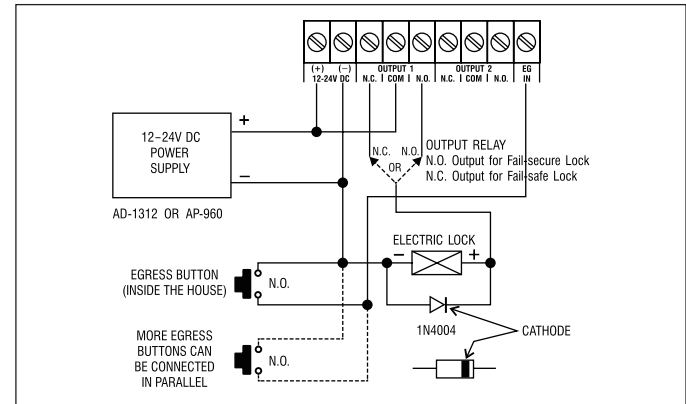 (+) (−) OUTPUT 1 OUTPUT 2 EG
12-24V DC N.C. COM N.O. N.C. COM N.O. IN
+
12–24V DC
POWER
SUPPLY
−
AD-1312 OR AP-960
N.C. N.O.
OR
OUTPUT RELAY
N.O. Output for Fail-secure Lock
N.C. Output for Fail-safe Lock
ELECTRIC LOCK
− +
EGRESS BUTTON
(INSIDE THE HOUSE)
N.O.
1N4004
CATHODE
MORE EGRESS
BUTTONS CAN
BE CONNECTED
IN PARALLEL
N.O.